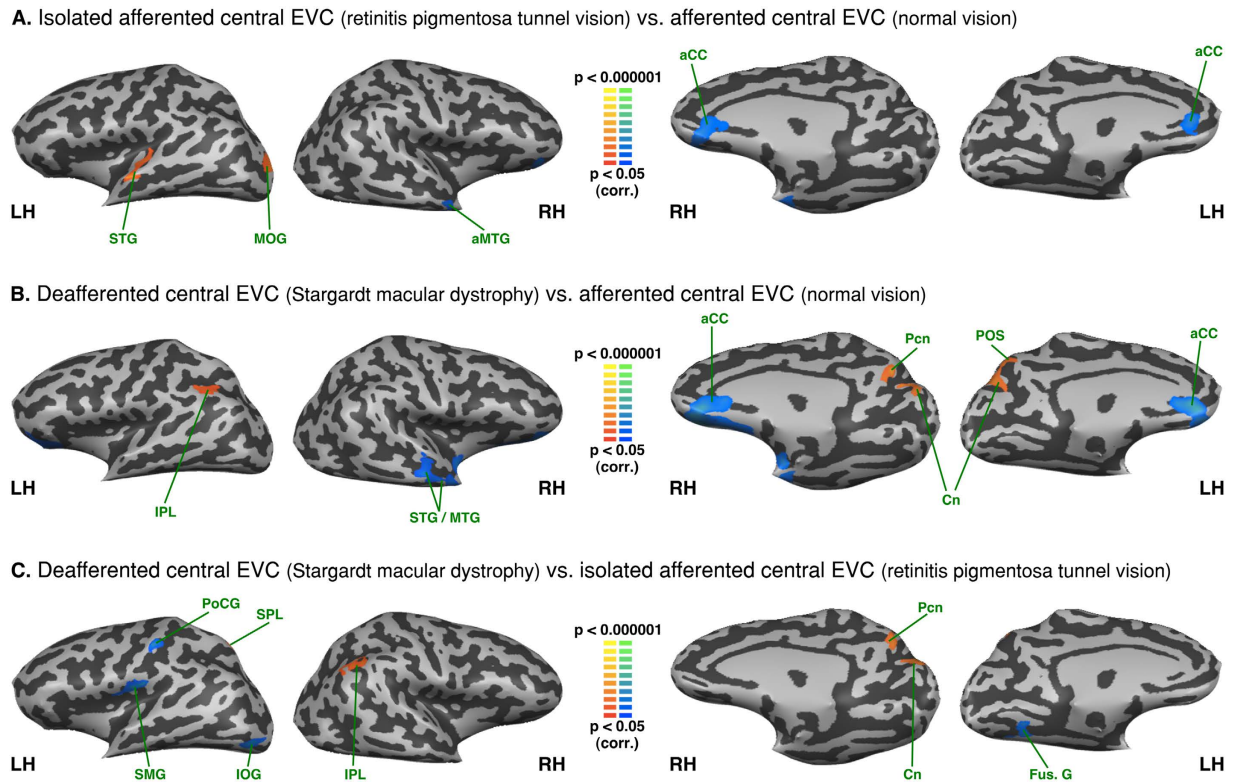 A. Isolated afferented central EVC (retinitis pigmentosa tunnel vision) vs. afferented central EVC (normal vision)
aCC
aCC
p < 0.000001
p < 0.05
(corr.)
LH
RH
RH
LH
STG
MOG
aMTG
B. Deafferented central EVC (Stargardt macular dystrophy) vs. afferented central EVC (normal vision)
aCC
Pcn
POS
aCC
p < 0.000001
p < 0.05
(corr.)
LH
RH
RH
LH
IPL
STG / MTG
Cn
C. Deafferented central EVC (Stargardt macular dystrophy) vs. isolated afferented central EVC (retinitis pigmentosa tunnel vision)
PoCG
SPL
Pcn
p < 0.000001
p < 0.05
(corr.)
LH
RH
RH
LH
SMG
IOG
IPL
Cn
Fus. G